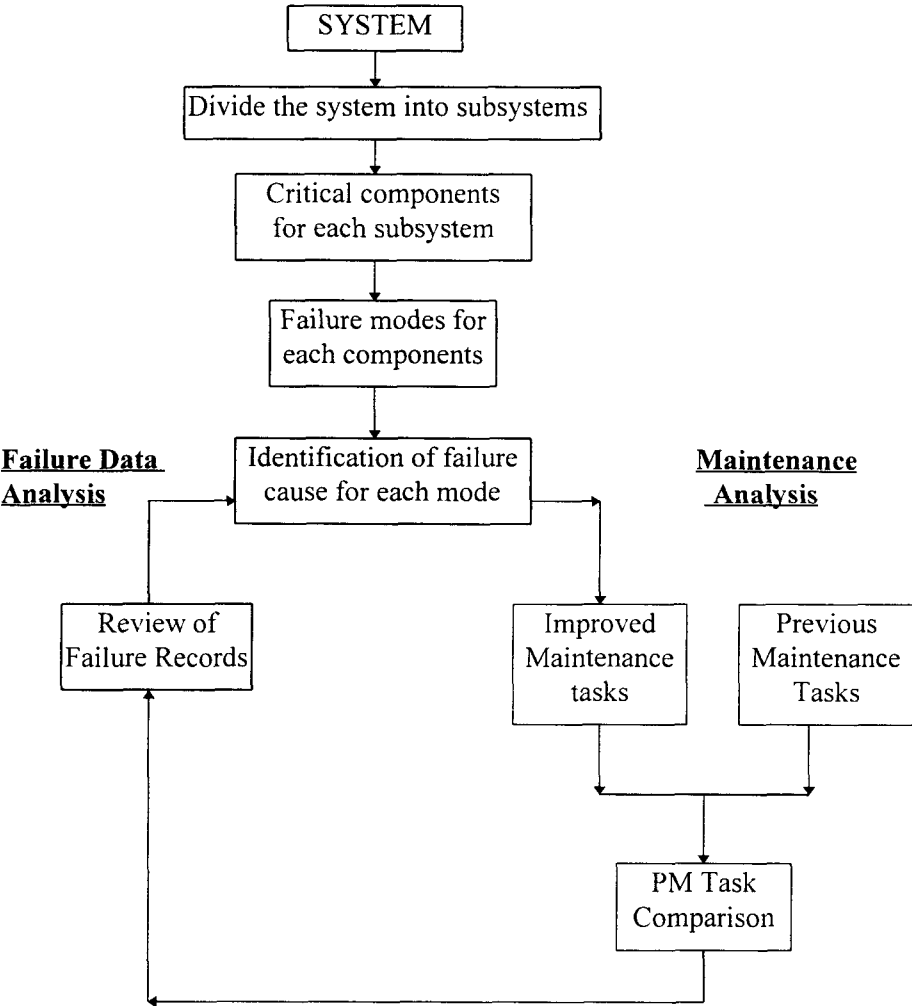 SYSTEM
Divide the system into subsystems
Critical components
for each subsystem
Failure modes for
each components
Identification of failure
cause for each mode
Failure Data
Analysis
Maintenance
Analysis
Review of
Failure Records
Improved
Maintenance
tasks
Previous
Maintenance
Tasks
PM Task
Comparison